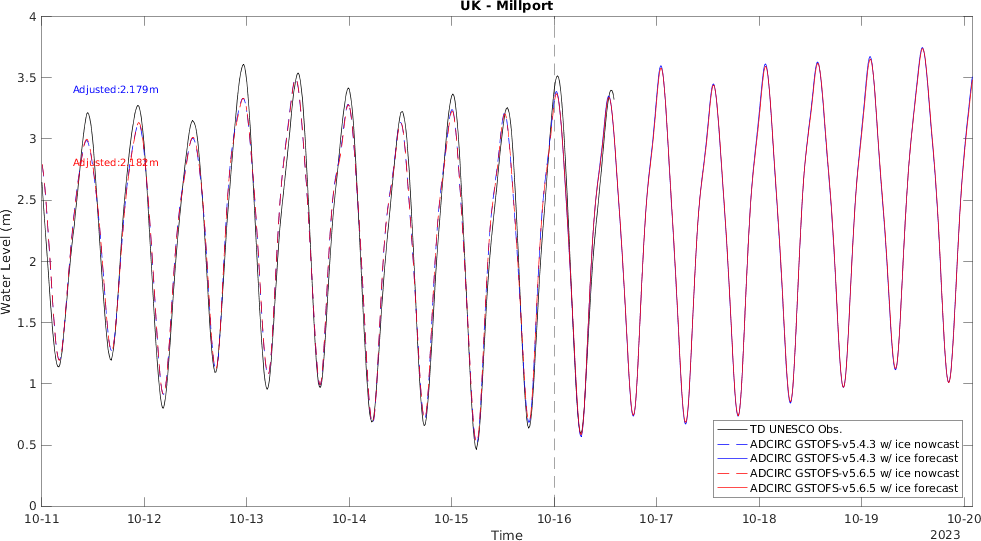 UK - Millport
4
3.5
3
2.5
2
1.5
1
0.5
0
Water Level (m)
Adjusted:2.179m
Adjusted:2.182m
TD UNESCO Obs.
ADCIRC GSTOFS-v5.4.3 w/ ice nowcast
ADCIRC GSTOFS-v5.4.3 w/ ice forecast
ADCIRC GSTOFS-v5.6.5 w/ ice nowcast
ADCIRC GSTOFS-v5.6.5 w/ ice forecast
10-11 10-12 10-13 10-14 10-15 10-16 10-17 10-18 10-19 10-20
Time
2023